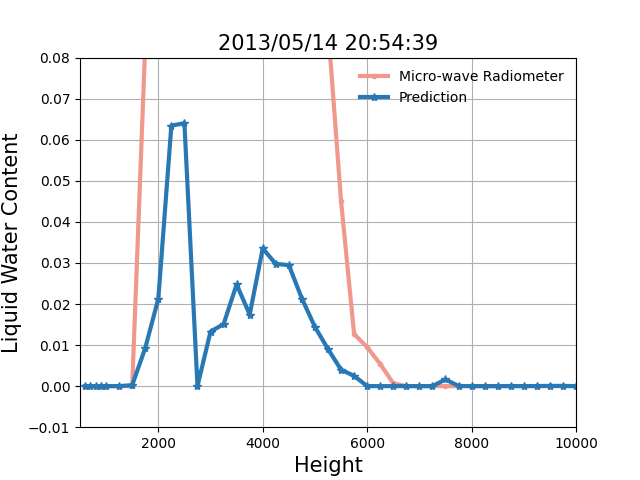 2013/05/14 20:54:39
Micro-wave Radiometer
Prediction
Liquid Water Content
0.08
0.07
0.06
0.05
0.04
0.03
0.02
0.01
0.00
−0.01
2000 4000 6000 8000 10000
Height